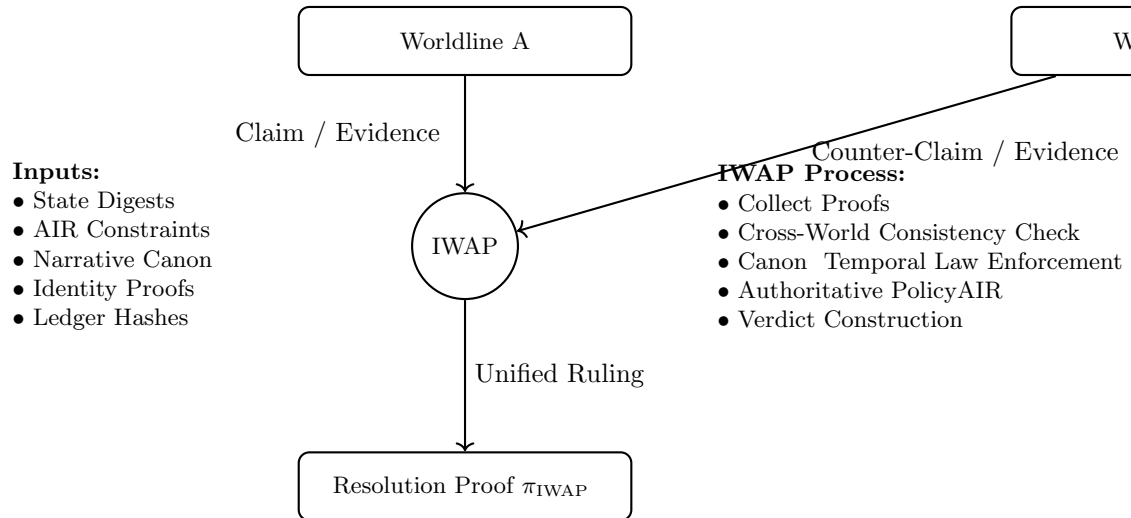 Worldline A
W
Claim / Evidence
Counter-Claim / Evidence
Inputs:
• State Digests
• AIR Constraints
• Narrative Canon
• Identity Proofs
• Ledger Hashes
IWAP
IWAP Process:
• Collect Proofs
• Cross-World Consistency Check
• Canon  Temporal Law Enforcement
• Authoritative PolicyAIR
• Verdict Construction
Unified Ruling
Resolution Proof π_IWAP